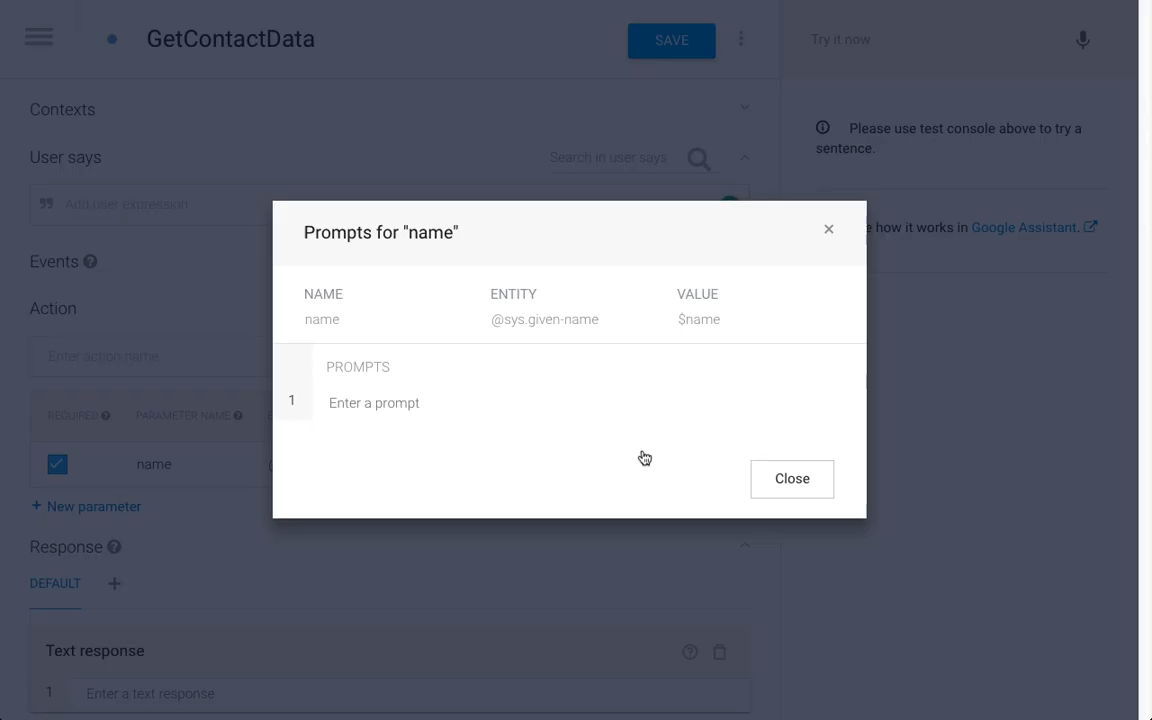 GetContactData
SAVE
Try it now
Contexts
User says
Search in user says
Add user expression
Please use test console above to try a
sentence.
e how it works in Google Assistant.
Events
Action
Enter action name
REQUIRED
PARAMETER NAME
name
+ New parameter
Response
DEFAULT
Text response
1
Enter a text response
Prompts for "name"
×
NAME
ENTITY
VALUE
name
@sys.given-name
$name
PROMPTS
1
Enter a prompt
Close